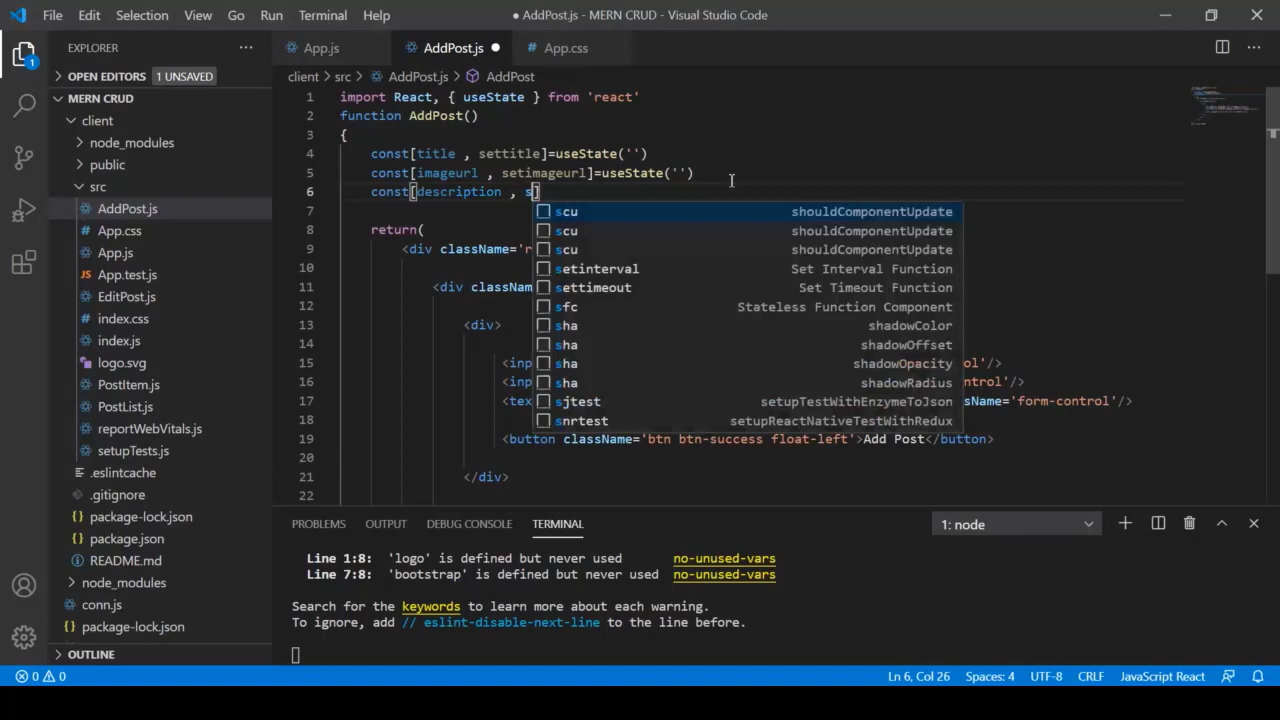 File Edit Selection View Go Run Terminal Help
● AddPost.js - MERN CRUD - Visual Studio Code
EXPLORER
OPEN EDITORS 1 UNSAVED
MERN CRUD
client
node_modules
public
src
AddPost.js
App.css
App.js
App.test.js
EditPost.js
index.css
index.js
logo.svg
PostItem.js
PostList.js
reportWebVitals.js
setupTests.js
.eslintcache
.gitignore
package-lock.json
package.json
README.md
node_modules
conn.js
package-lock.json
OUTLINE
1
App.js AddPost.js ● App.css
client > src > AddPost.js > AddPost
1 import React, { useState } from 'react'
2 function AddPost()
3 {
4 const[title , settitle]=useState('')
5 const[imageurl , setimageurl]=useState('')
6 const[description , s]
7
8 return(
9 <div className='r
10
11 <div classNam
12
13 <div>
14
15 <inp ol'/>
16 <inp ntrol'/>
17 <tex ssName='form-control'/>
18
19 <button className='btn btn-success float-left'>Add Post</button>
20
21 </div>
22
scu shouldComponentUpdate
scu shouldComponentUpdate
scu shouldComponentUpdate
setinterval Set Interval Function
settimeout Set Timeout Function
sfc Stateless Function Component
sha shadowColor
sha shadowOffset
sha shadowOpacity
sha shadowRadius
sjtest setupTestWithEnzymeToJson
snrtest setupReactNativeTestWithRedux
PROBLEMS OUTPUT DEBUG CONSOLE TERMINAL
1: node
Line 1:8: 'logo' is defined but never used no-unused-vars
Line 7:8: 'bootstrap' is defined but never used no-unused-vars
Search for the keywords to learn more about each warning.
To ignore, add // eslint-disable-next-line to the line before.
0 0
Ln 6, Col 26 Spaces: 4 UTF-8 CRLF JavaScript React